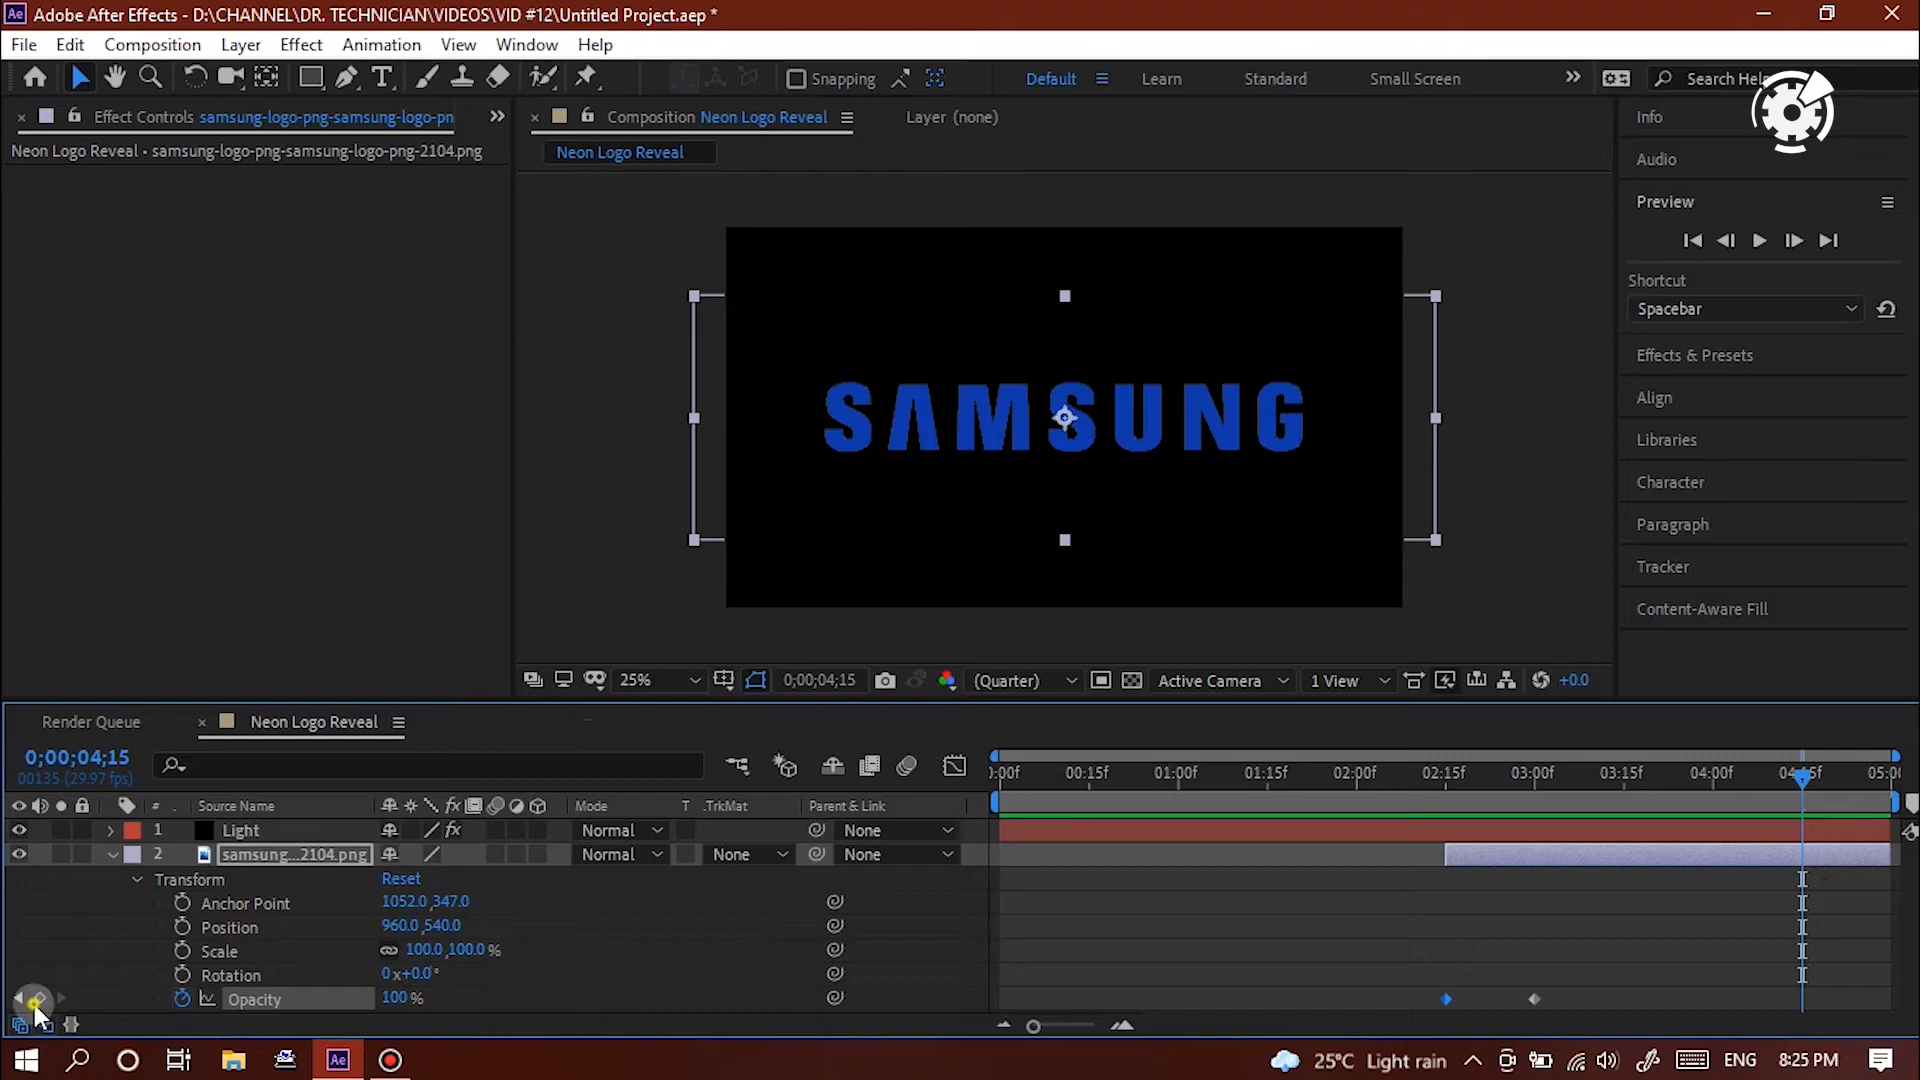 Ae Adobe After Effects - D:\CHANNEL\DR. TECHNICIAN\VIDEOS\VID #12\Untitled Project.aep *
File Edit Composition Layer Effect Animation View Window Help
T Snapping Default Learn Standard Small Screen Search Help
Effect Controls samsung-logo-png-samsung-logo-pn
Composition Neon Logo Reveal Layer (none)
Info
Neon Logo Reveal • samsung-logo-png-samsung-logo-png-2104.png
Neon Logo Reveal
Audio
Preview
Shortcut
Spacebar
Effects & Presets
Align
Libraries
Character
Paragraph
Tracker
Content-Aware Fill
SAMSUNG
25% 0;00;04;15 (Quarter) Active Camera 1 View +0.0
Render Queue Neon Logo Reveal
0;00;04;15
00135 (29.97 fps)
:00f 00:15f 01:00f 01:15f 02:00f 02:15f 03:00f 03:15f 04:00f 04:15f 05:00
# . Source Name fx Mode T .TrkMat Parent & Link
1 Light fx Normal None
2 samsung...2104.png Normal None None
Transform Reset
Anchor Point 1052.0,347.0
Position 960.0,540.0
Scale 100.0,100.0 %
Rotation 0x+0.0°
Opacity 100 %
Ae 25°C Light rain ENG 8:25 PM